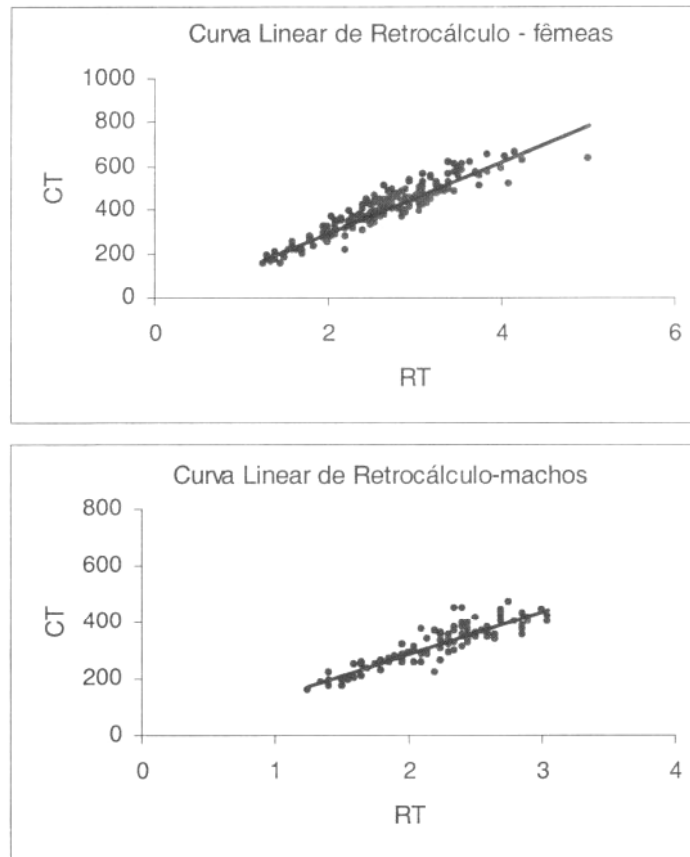 Curva Linear de Retrocálculo - fêmeas
1000
800
600
400
200
0
CT
0 2 4 6
RT
Curva Linear de Retrocálculo-machos
800
600
400
200
0
CT
0 1 2 3 4
RT